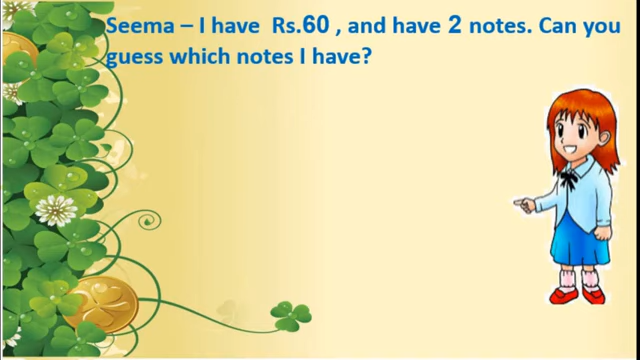 Seema – I have  Rs.60 , and have 2 notes. Can you
guess which notes I have?